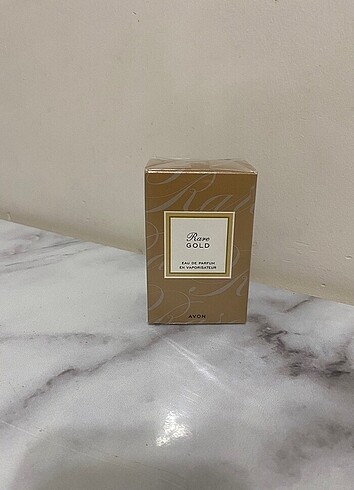 Rare
GOLD
EAU DE PARFUM
EN VAPORISATEUR
AVON